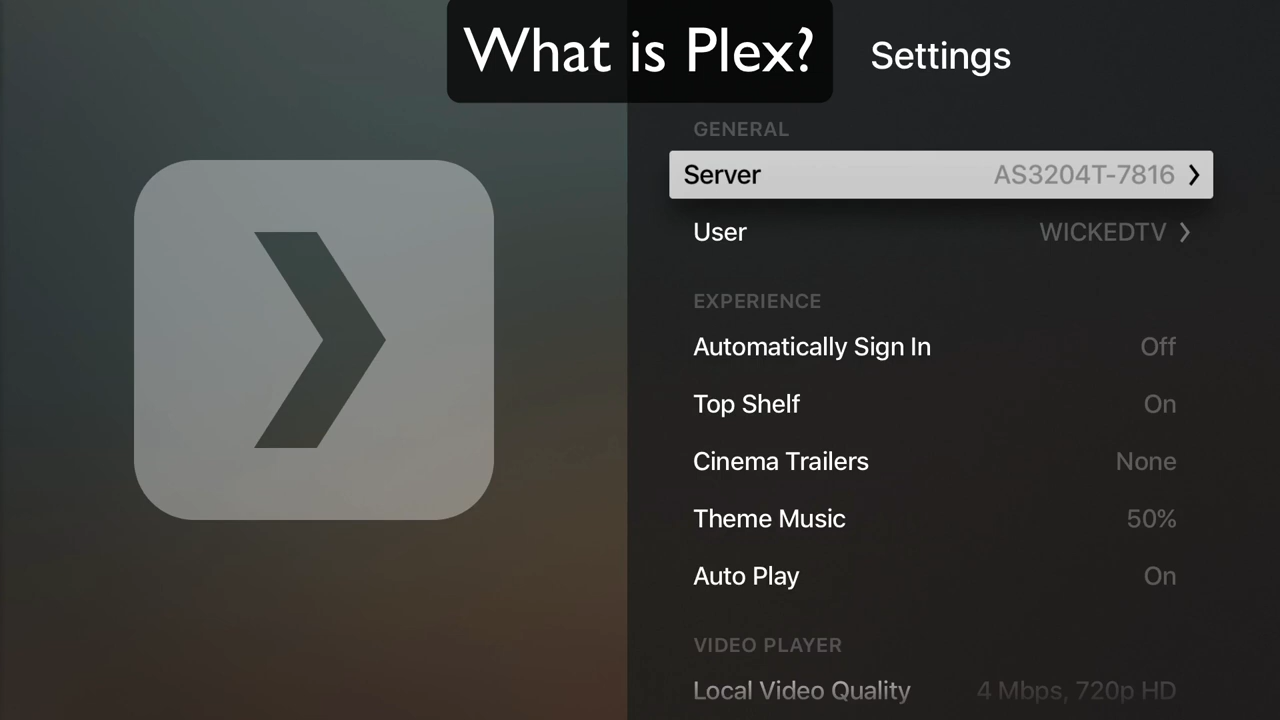 What is Plex?
Settings
GENERAL
Server AS3204T-7816
User WICKEDTV
EXPERIENCE
Automatically Sign In Off
Top Shelf On
Cinema Trailers None
Theme Music 50%
Auto Play On
VIDEO PLAYER
Local Video Quality 4 Mbps, 720p HD